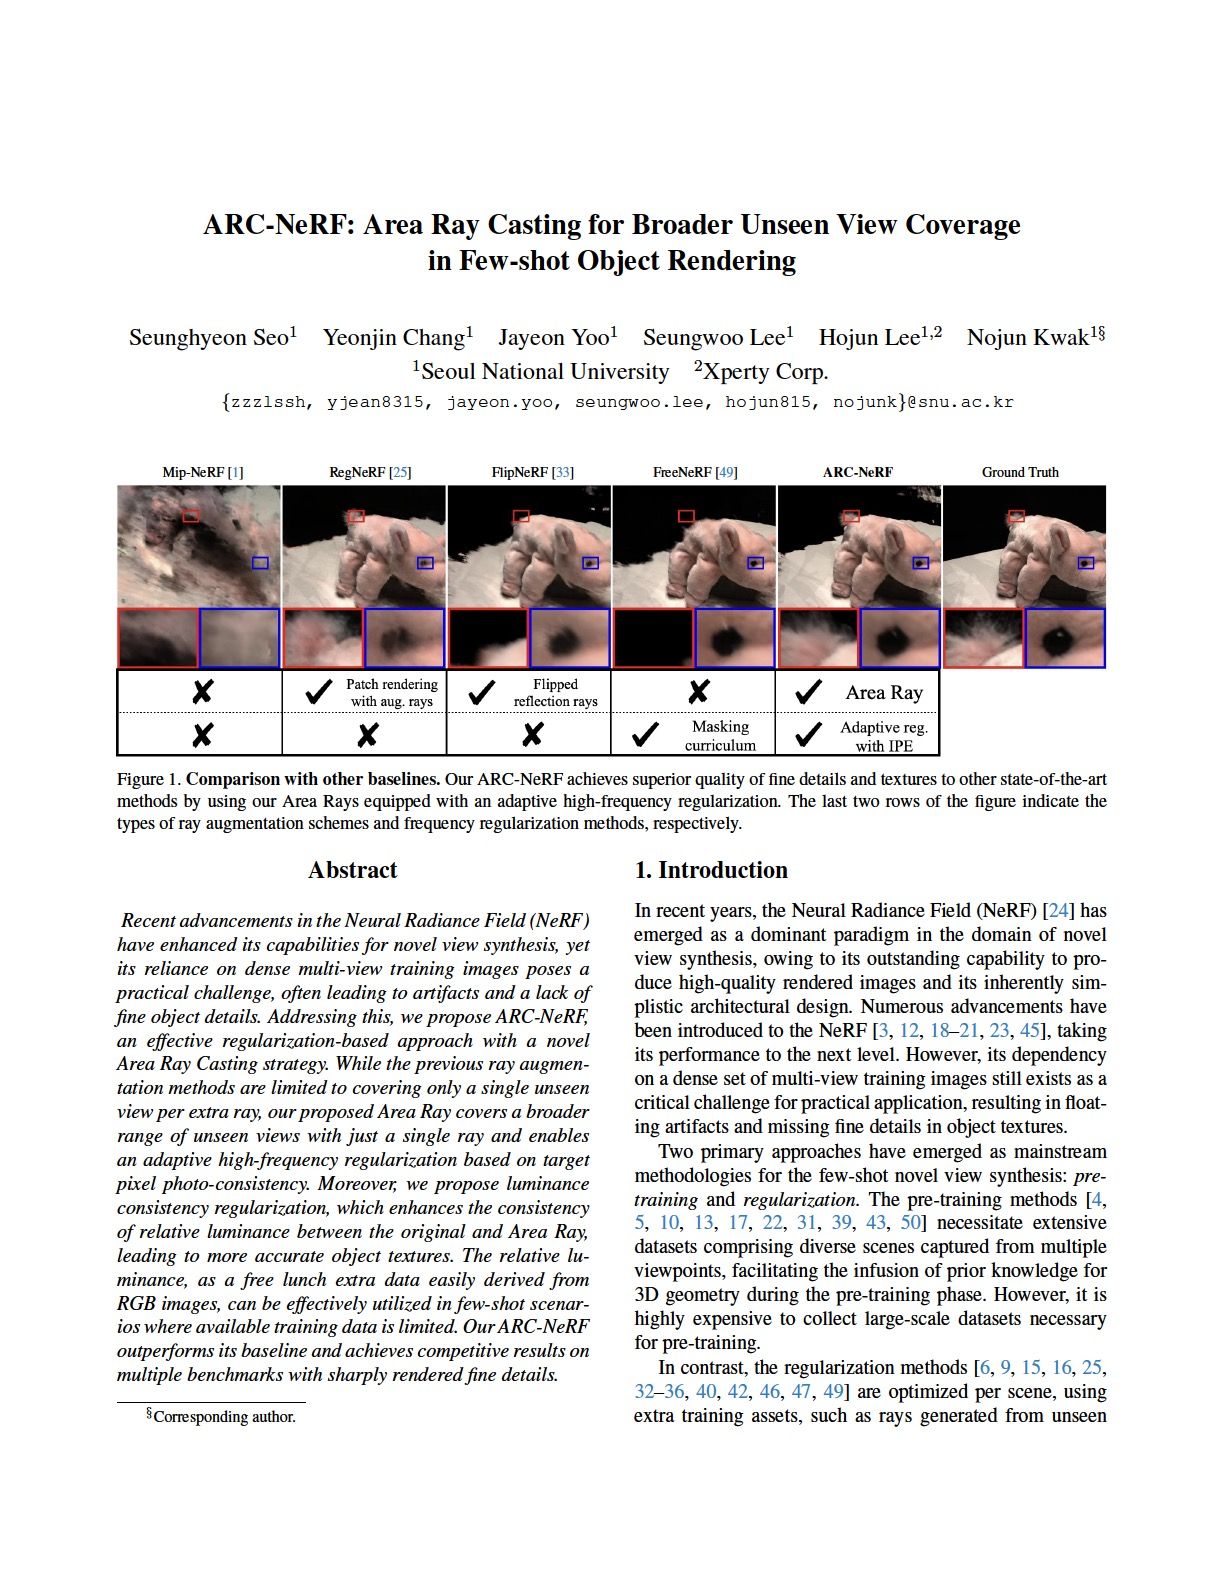 ARC-NeRF: Area Ray Casting for Broader Unseen View Coverage
in Few-shot Object Rendering
Seunghyeon Seo¹ Yeonjin Chang¹ Jayeon Yoo¹ Seungwoo Lee¹ Hojun Lee¹,² Nojun Kwak¹§
¹Seoul National University ²Xperty Corp.
{zzzlssh, yjean8315, jayeon.yoo, seungwoo.lee, hojun815, nojunk}@snu.ac.kr
Mip-NeRF [1] RegNeRF [25] FlipNeRF [33] FreeNeRF [49] ARC-NeRF Ground Truth
✘ ✔ Patch rendering with aug. rays ✔ Flipped reflection rays ✘ ✔ Area Ray
✘ ✘ ✘ ✔ Masking curriculum ✔ Adaptive reg. with IPE
Figure 1. Comparison with other baselines. Our ARC-NeRF achieves superior quality of fine details and textures to other state-of-the-art
methods by using our Area Rays equipped with an adaptive high-frequency regularization. The last two rows of the figure indicate the
types of ray augmentation schemes and frequency regularization methods, respectively.
Abstract
Recent advancements in the Neural Radiance Field (NeRF)
have enhanced its capabilities for novel view synthesis, yet
its reliance on dense multi-view training images poses a
practical challenge, often leading to artifacts and a lack of
fine object details. Addressing this, we propose ARC-NeRF,
an effective regularization-based approach with a novel
Area Ray Casting strategy. While the previous ray augmen-
tation methods are limited to covering only a single unseen
view per extra ray, our proposed Area Ray covers a broader
range of unseen views with just a single ray and enables
an adaptive high-frequency regularization based on target
pixel photo-consistency. Moreover, we propose luminance
consistency regularization, which enhances the consistency
of relative luminance between the original and Area Ray,
leading to more accurate object textures. The relative lu-
minance, as a free lunch extra data easily derived from
RGB images, can be effectively utilized in few-shot scenar-
ios where available training data is limited. Our ARC-NeRF
outperforms its baseline and achieves competitive results on
multiple benchmarks with sharply rendered fine details.
§Corresponding author.
1. Introduction
In recent years, the Neural Radiance Field (NeRF) [24] has
emerged as a dominant paradigm in the domain of novel
view synthesis, owing to its outstanding capability to pro-
duce high-quality rendered images and its inherently sim-
plistic architectural design. Numerous advancements have
been introduced to the NeRF [3, 12, 18–21, 23, 45], taking
its performance to the next level. However, its dependency
on a dense set of multi-view training images still exists as a
critical challenge for practical application, resulting in float-
ing artifacts and missing fine details in object textures.
Two primary approaches have emerged as mainstream
methodologies for the few-shot novel view synthesis: pre-
training and regularization. The pre-training methods [4,
5, 10, 13, 17, 22, 31, 39, 43, 50] necessitate extensive
datasets comprising diverse scenes captured from multiple
viewpoints, facilitating the infusion of prior knowledge for
3D geometry during the pre-training phase. However, it is
highly expensive to collect large-scale datasets necessary
for pre-training.
In contrast, the regularization methods [6, 9, 15, 16, 25,
32–36, 40, 42, 46, 47, 49] are optimized per scene, using
extra training assets, such as rays generated from unseen